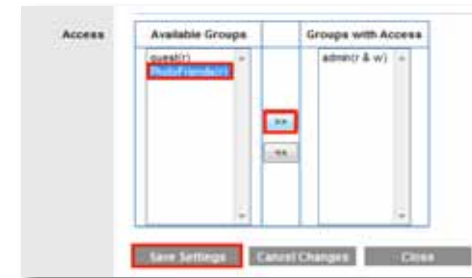 Access
Available Groups
Groups with Access
guest(r)
PhotoFriends(r)
admin(r & w)
>>
<<
Save Settings
Cancel Changes
Close